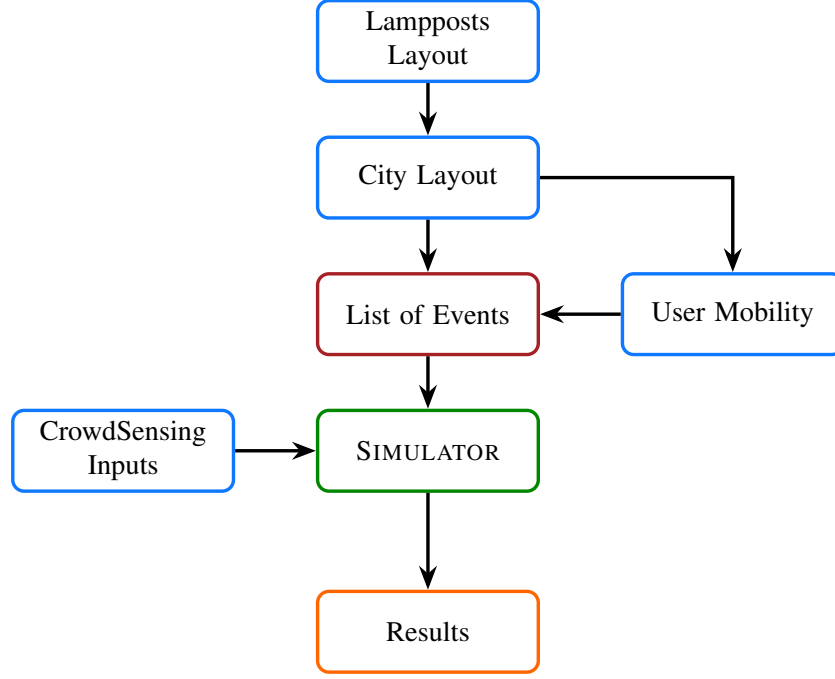 Lampposts
Layout
City Layout
List of Events
User Mobility
CrowdSensing
Inputs
SIMULATOR
Results